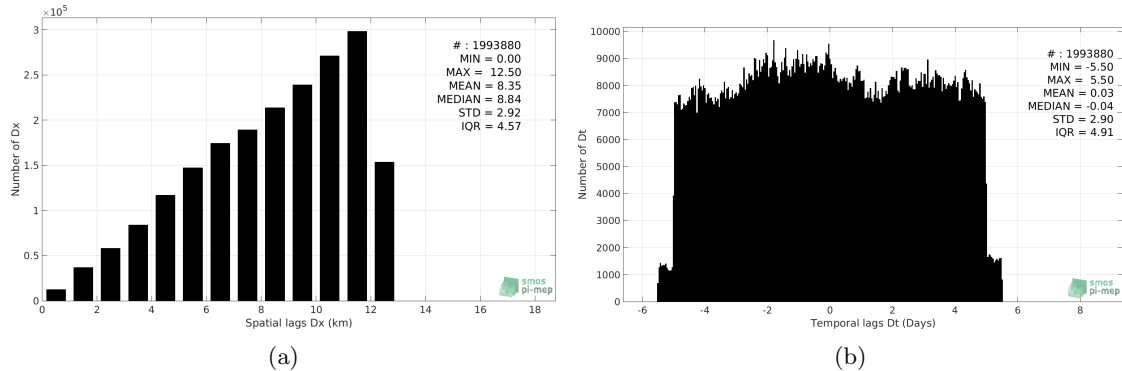 ×10⁵
3
2.5
2
1.5
1
0.5
0
Number of Dx
# : 1993880
MIN = 0.00
MAX = 12.50
MEAN = 8.35
MEDIAN = 8.84
STD = 2.92
IQR = 4.57
smos
pi-mep
0 2 4 6 8 10 12 14 16 18
Spatial lags Dx (km)
(a)
10000
9000
8000
7000
6000
5000
4000
3000
2000
1000
0
Number of Dt
# : 1993880
MIN = -5.50
MAX = 5.50
MEAN = 0.03
MEDIAN = -0.04
STD = 2.90
IQR = 4.91
smos
pi-mep
-6 -4 -2 0 2 4 6 8
Temporal lags Dt (Days)
(b)